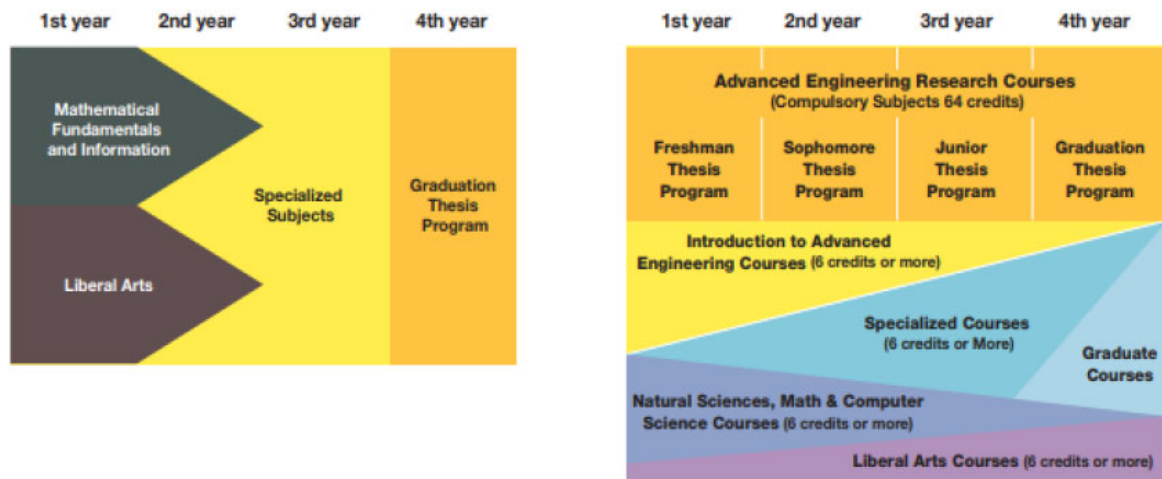 1st year 2nd year 3rd year 4th year
Mathematical
Fundamentals
and Information
Liberal Arts
Specialized
Subjects
Graduation
Thesis
Program
1st year 2nd year 3rd year 4th year
Advanced Engineering Research Courses
(Compulsory Subjects 64 credits)
Freshman
Thesis
Program
Sophomore
Thesis
Program
Junior
Thesis
Program
Graduation
Thesis
Program
Introduction to Advanced
Engineering Courses (6 credits or more)
Specialized Courses
(6 credits or More)
Graduate
Courses
Natural Sciences, Math & Computer
Science Courses (6 credits or more)
Liberal Arts Courses (6 credits or more)